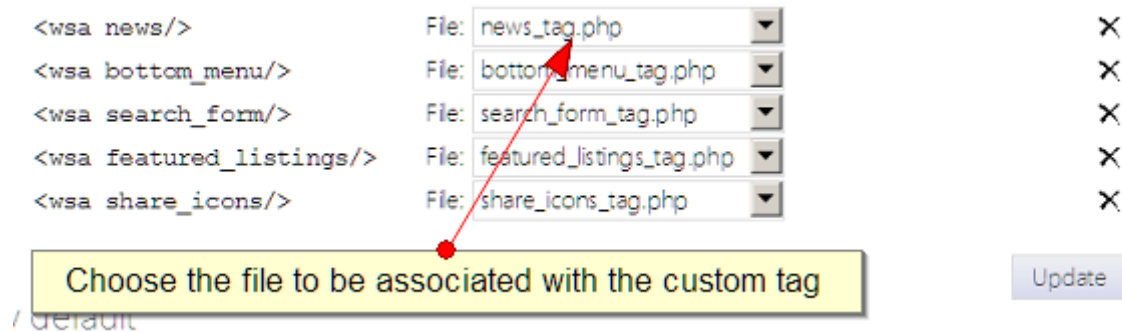 <wsa news/> File: news_tag.php
<wsa bottom_menu/> File: bottom_menu_tag.php
<wsa search_form/> File: search_form_tag.php
<wsa featured_listings/> File: featured_listings_tag.php
<wsa share_icons/> File: share_icons_tag.php
Choose the file to be associated with the custom tag
Update
/ default